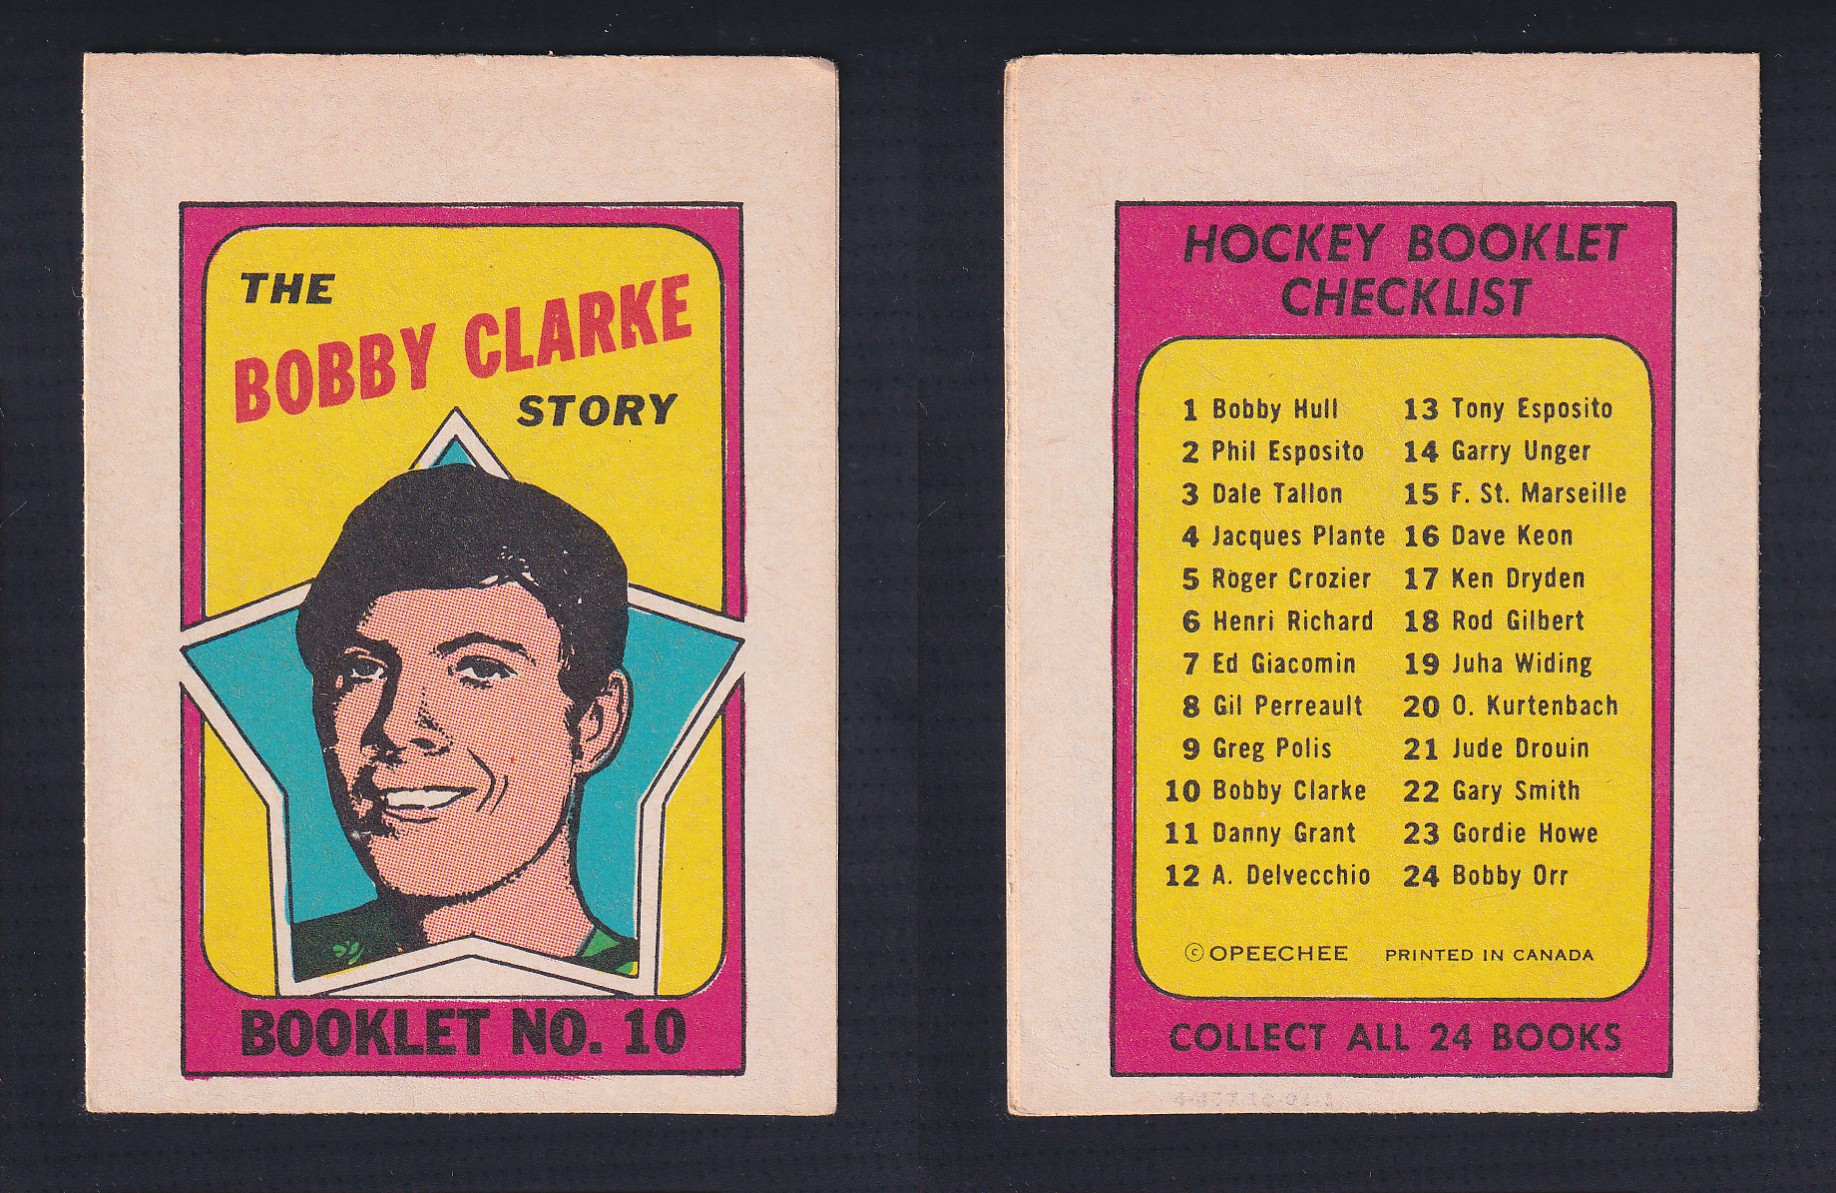 THE
BOBBY CLARKE
STORY
BOOKLET NO. 10
HOCKEY BOOKLET
CHECKLIST
1 Bobby Hull
2 Phil Esposito
3 Dale Tallon
4 Jacques Plante
5 Roger Crozier
6 Henri Richard
7 Ed Giacomin
8 Gil Perreault
9 Greg Polis
10 Bobby Clarke
11 Danny Grant
12 A. Delvecchio
13 Tony Esposito
14 Garry Unger
15 F. St. Marseille
16 Dave Keon
17 Ken Dryden
18 Rod Gilbert
19 Juha Widing
20 O. Kurtenbach
21 Jude Drouin
22 Gary Smith
23 Gordie Howe
24 Bobby Orr
© OPEECHEE PRINTED IN CANADA
COLLECT ALL 24 BOOKS